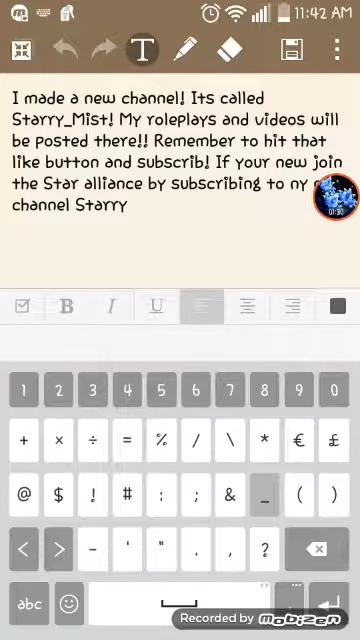 11:42 AM
T
I made a new channel! Its called
Starry_Mist! My roleplays and videos will
be posted there!! Remember to hit that
like button and subscrib! If your new join
the Star alliance by subscribing to ny
channel Starry
01:30
B I U
1 2 3 4 5 6 7 8 9 0
+ × ÷ = % / \ * € £
@ $ ! # : ; & _ ( )
< > - ' " . , ?
abc .
Recorded by mobizen